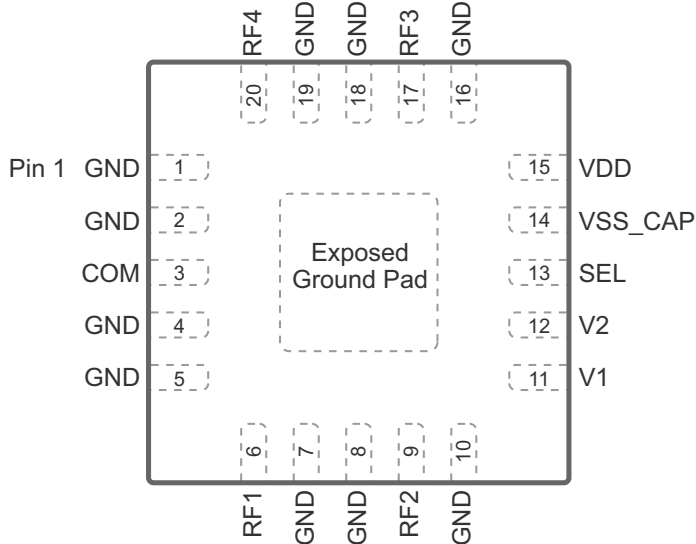 RF4 GND GND RF3 GND
20 19 18 17 16
Pin 1 GND 1
GND 2
COM 3
GND 4
GND 5
Exposed
Ground Pad
15 VDD
14 VSS_CAP
13 SEL
12 V2
11 V1
6 7 8 9 10
RF1 GND GND RF2 GND